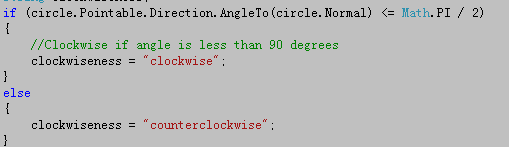 if (circle.Pointable.Direction.AngleTo(circle.Normal) <= Math.PI / 2)
{
//Clockwise if angle is less than 90 degrees
clockwiseness = "clockwise";
}
else
{
clockwiseness = "counterclockwise";
}